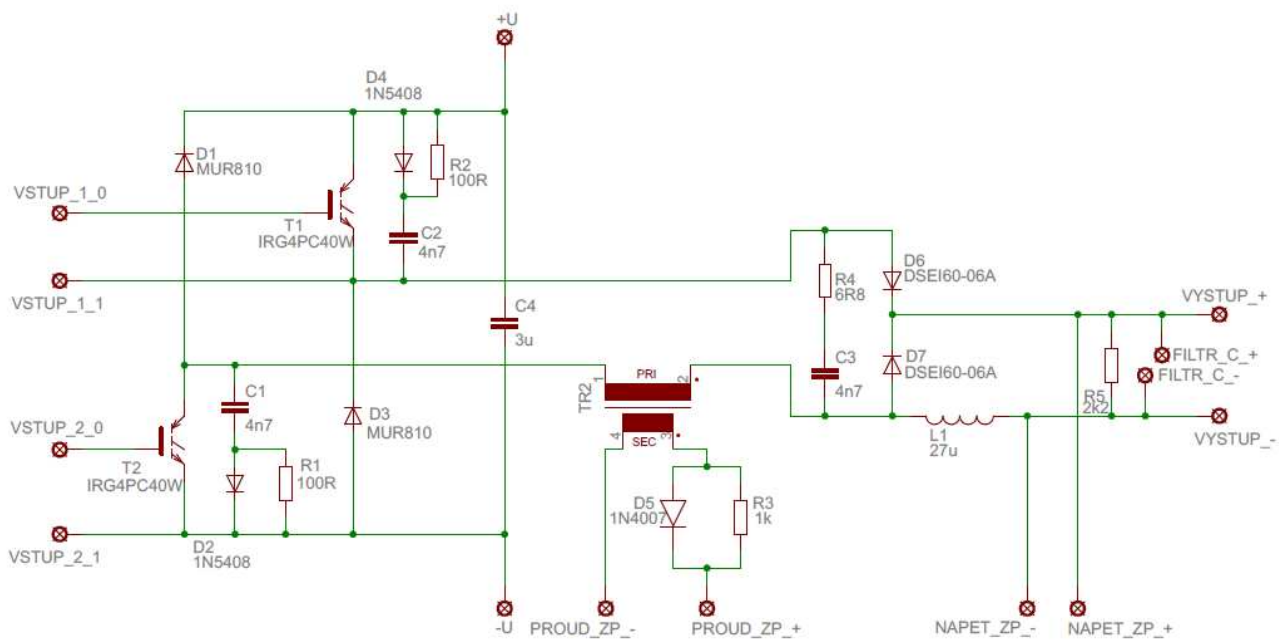 +U
D4
1N5408
D1
MUR810
R2
100R
VSTUP_1_0
T1
IRG4PC40W
C2
4n7
VSTUP_1_1
R4
6R8
D6
DSEI60-06A
VYSTUP_+
C4
3u
FILTR_C_+
FILTR_C_-
C3
4n7
D7
DSEI60-06A
R5
2k2
VYSTUP_-
1
PRI
2
TR2
4
SEC
3
L1
27u
C1
4n7
D3
MUR810
VSTUP_2_0
T2
IRG4PC40W
R1
100R
D5
1N4007
R3
1k
VSTUP_2_1
D2
1N5408
-U
PROUD_ZP_-
PROUD_ZP_+
NAPET_ZP_-
NAPET_ZP_+